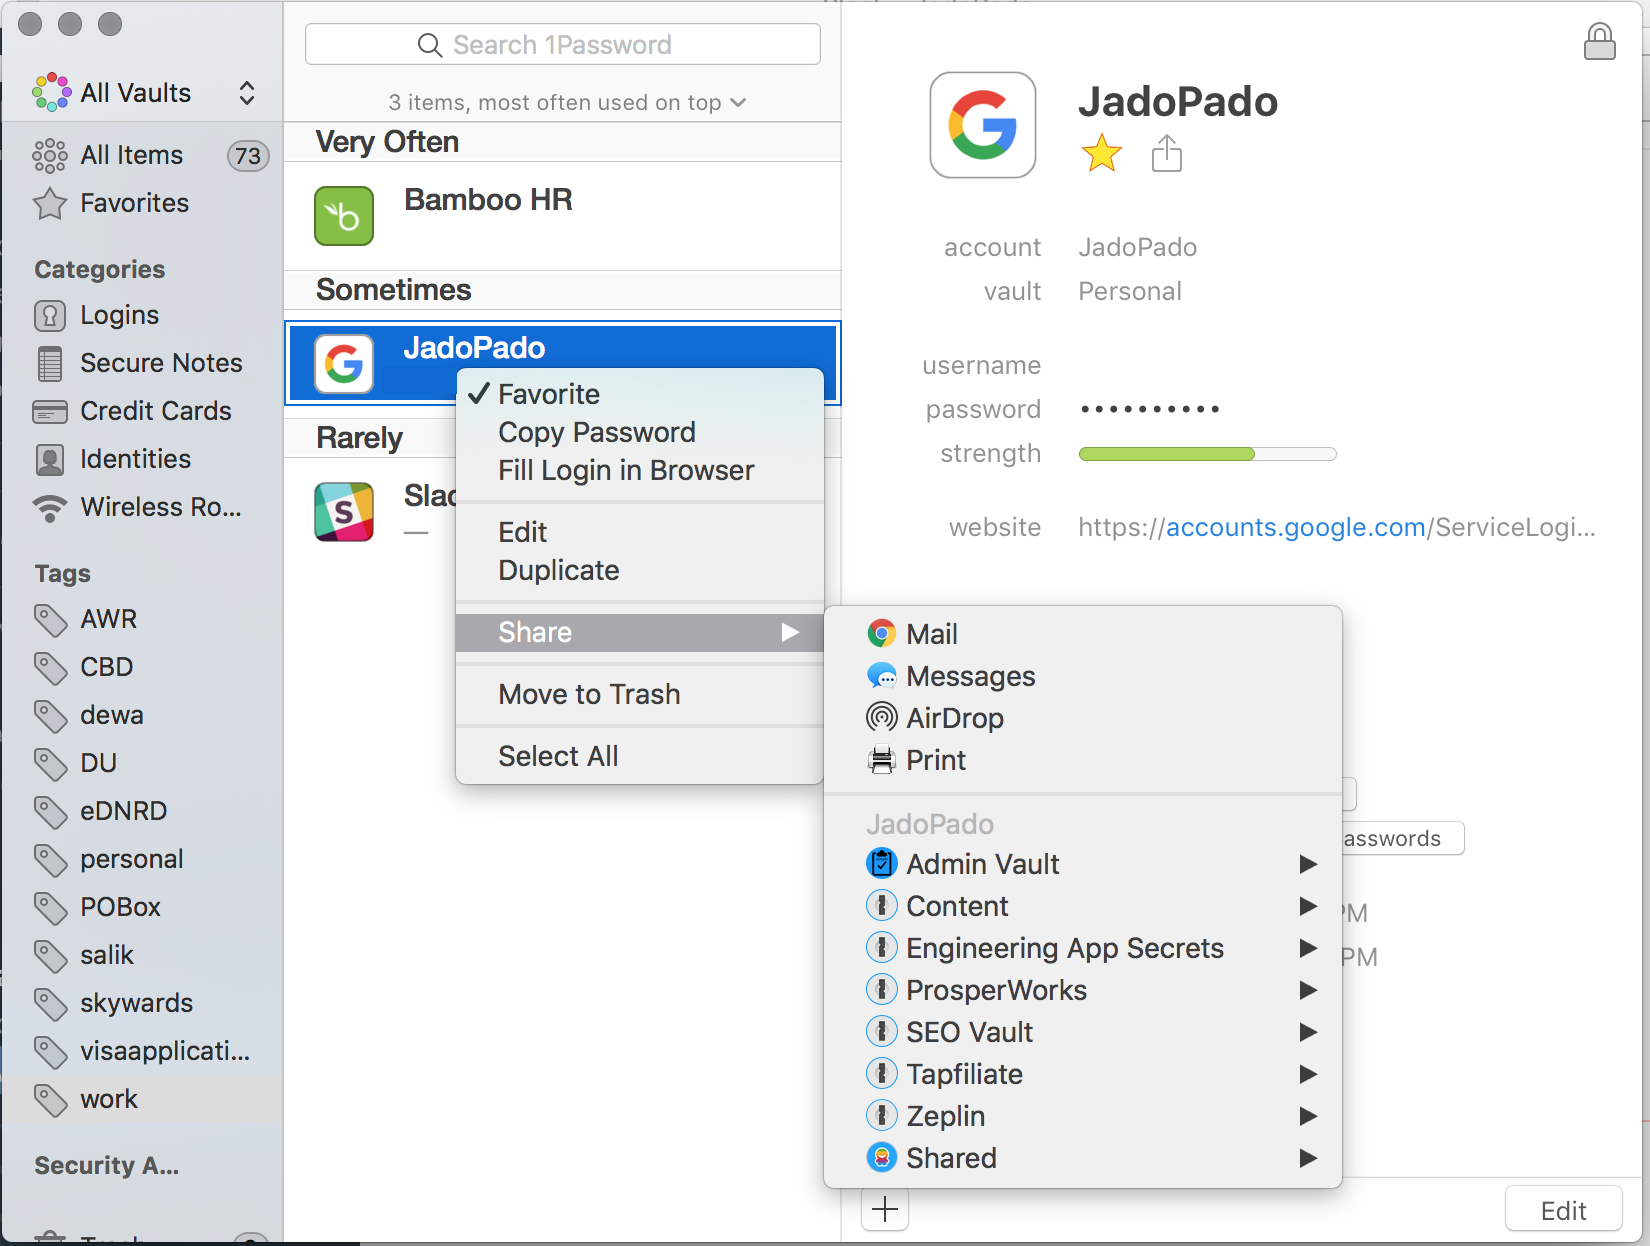 All Vaults
All Items
73
Favorites
Categories
Logins
Secure Notes
Credit Cards
Identities
Wireless Ro...
Tags
AWR
CBD
dewa
DU
eDNRD
personal
POBox
salik
skywards
visaapplicati...
work
Security A...
Search 1Password
3 items, most often used on top
Very Often
Bamboo HR
Sometimes
JadoPado
Rarely
Slac
S
—
Favorite
Copy Password
Fill Login in Browser
Edit
Duplicate
Share
Move to Trash
Select All
Mail
Messages
AirDrop
Print
JadoPado
Admin Vault
Content
Engineering App Secrets
ProsperWorks
SEO Vault
Tapfiliate
Zeplin
Shared
JadoPado
account JadoPado
vault Personal
username
password ••••••••••
strength
website https://accounts.google.com/ServiceLogi...
asswords
PM
PM
Edit